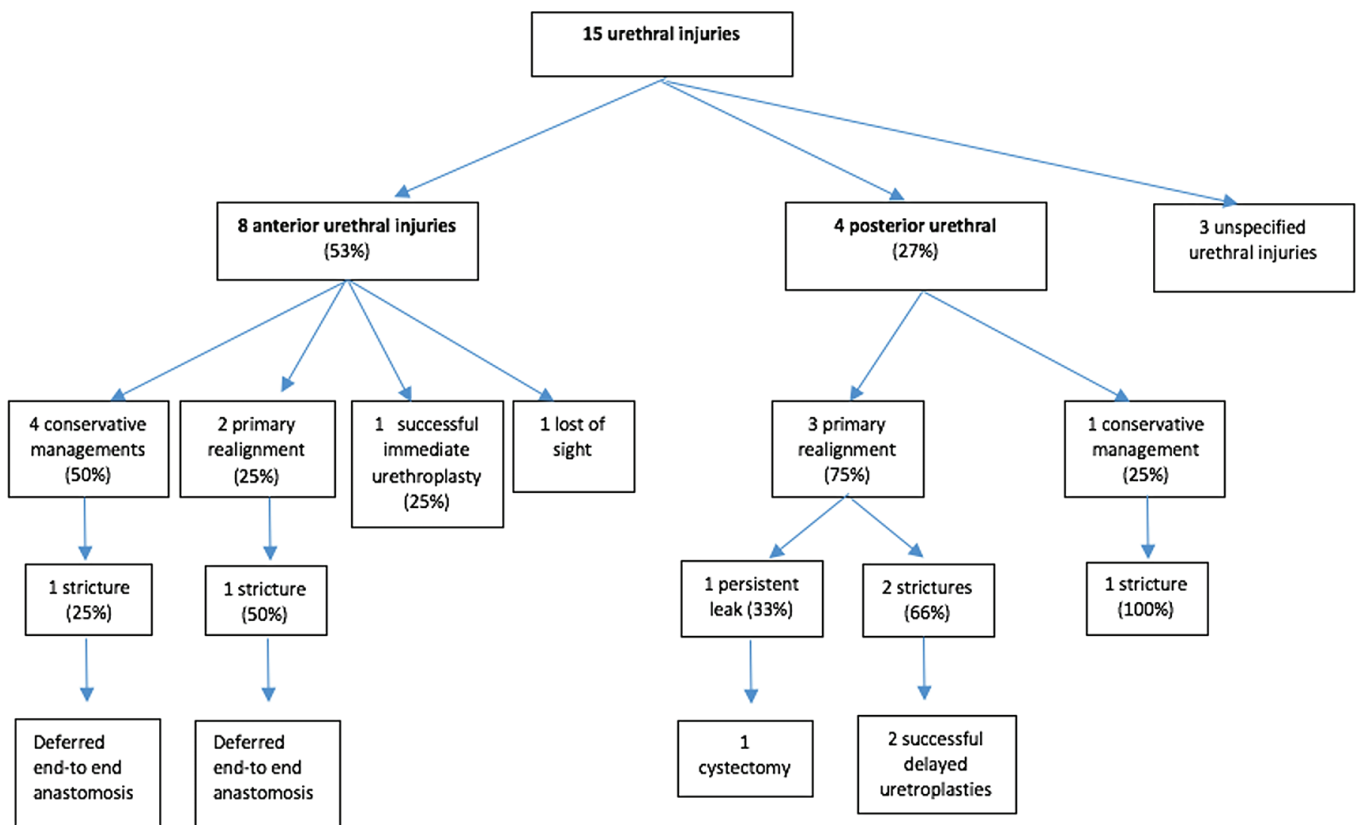 15 urethral injuries
8 anterior urethral injuries
(53%)
4 posterior urethral
(27%)
3 unspecified
urethral injuries
4 conservative
managements
(50%)
2 primary
realignment
(25%)
1 successful
immediate
urethroplasty
(25%)
1 lost of
sight
3 primary
realignment
(75%)
1 conservative
management
(25%)
1 stricture
(25%)
1 stricture
(50%)
1 persistent
leak (33%)
2 strictures
(66%)
1 stricture
(100%)
Deferred
end-to end
anastomosis
Deferred
end-to end
anastomosis
1
cystectomy
2 successful
delayed
uretroplasties